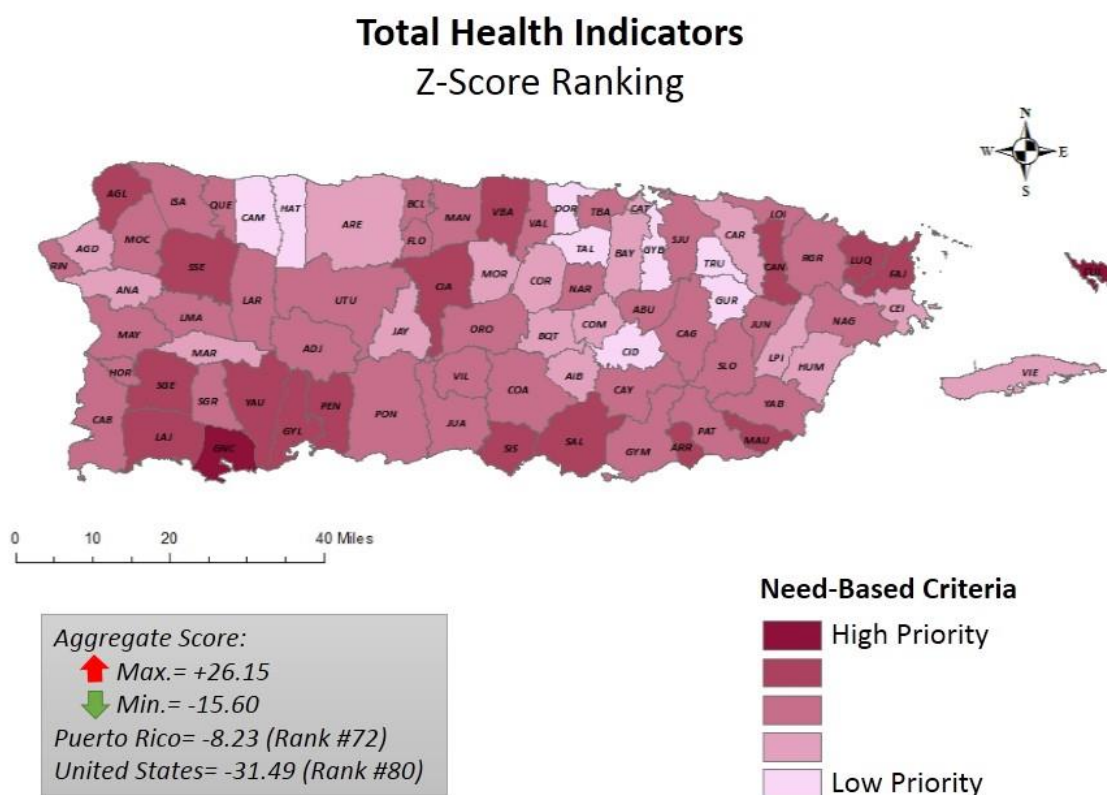 Total Health Indicators
Z-Score Ranking
N
W E
S
AGL
ISA
QUE
CAM
HAT
ARE
BCL
MAN
VBA
VAL
DOR
TBA
CAT
LOI
AGD
MOC
FLO
SJU
CAR
RIN
SSE
CIA
MOR
COR
TAL
BAY
GYB
TRU
CAN
RGR
LUQ
FAJ
CUL
ANA
LAR
UTU
NAR
GUR
CEI
MAY
LMA
JAY
ORO
BQT
COM
ABU
CAG
JUN
NAG
MAR
ADJ
CID
LPI
HUM
HOR
SGE
SGR
YAU
GYL
PEN
PON
VIL
COA
AIB
CAY
SLO
VIE
CAB
LAJ
GNC
JUA
SIS
SAL
GYM
ARR
PAT
YAB
MAU
0 10 20 40 Miles
Need-Based Criteria
High Priority
Low Priority
Aggregate Score:
Max.= +26.15
Min.= -15.60
Puerto Rico= -8.23 (Rank #72)
United States= -31.49 (Rank #80)